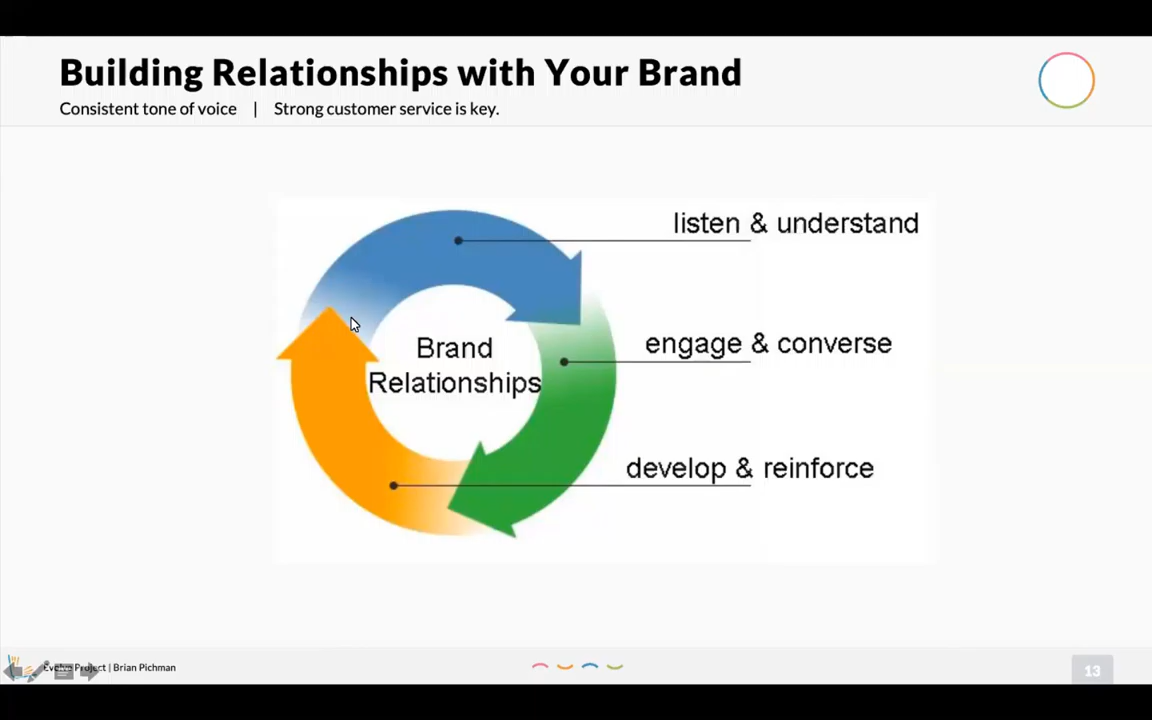 Building Relationships with Your Brand
Consistent tone of voice | Strong customer service is key.
listen & understand
engage & converse
Brand
Relationships
develop & reinforce
Evolve Project | Brian Pichman
13